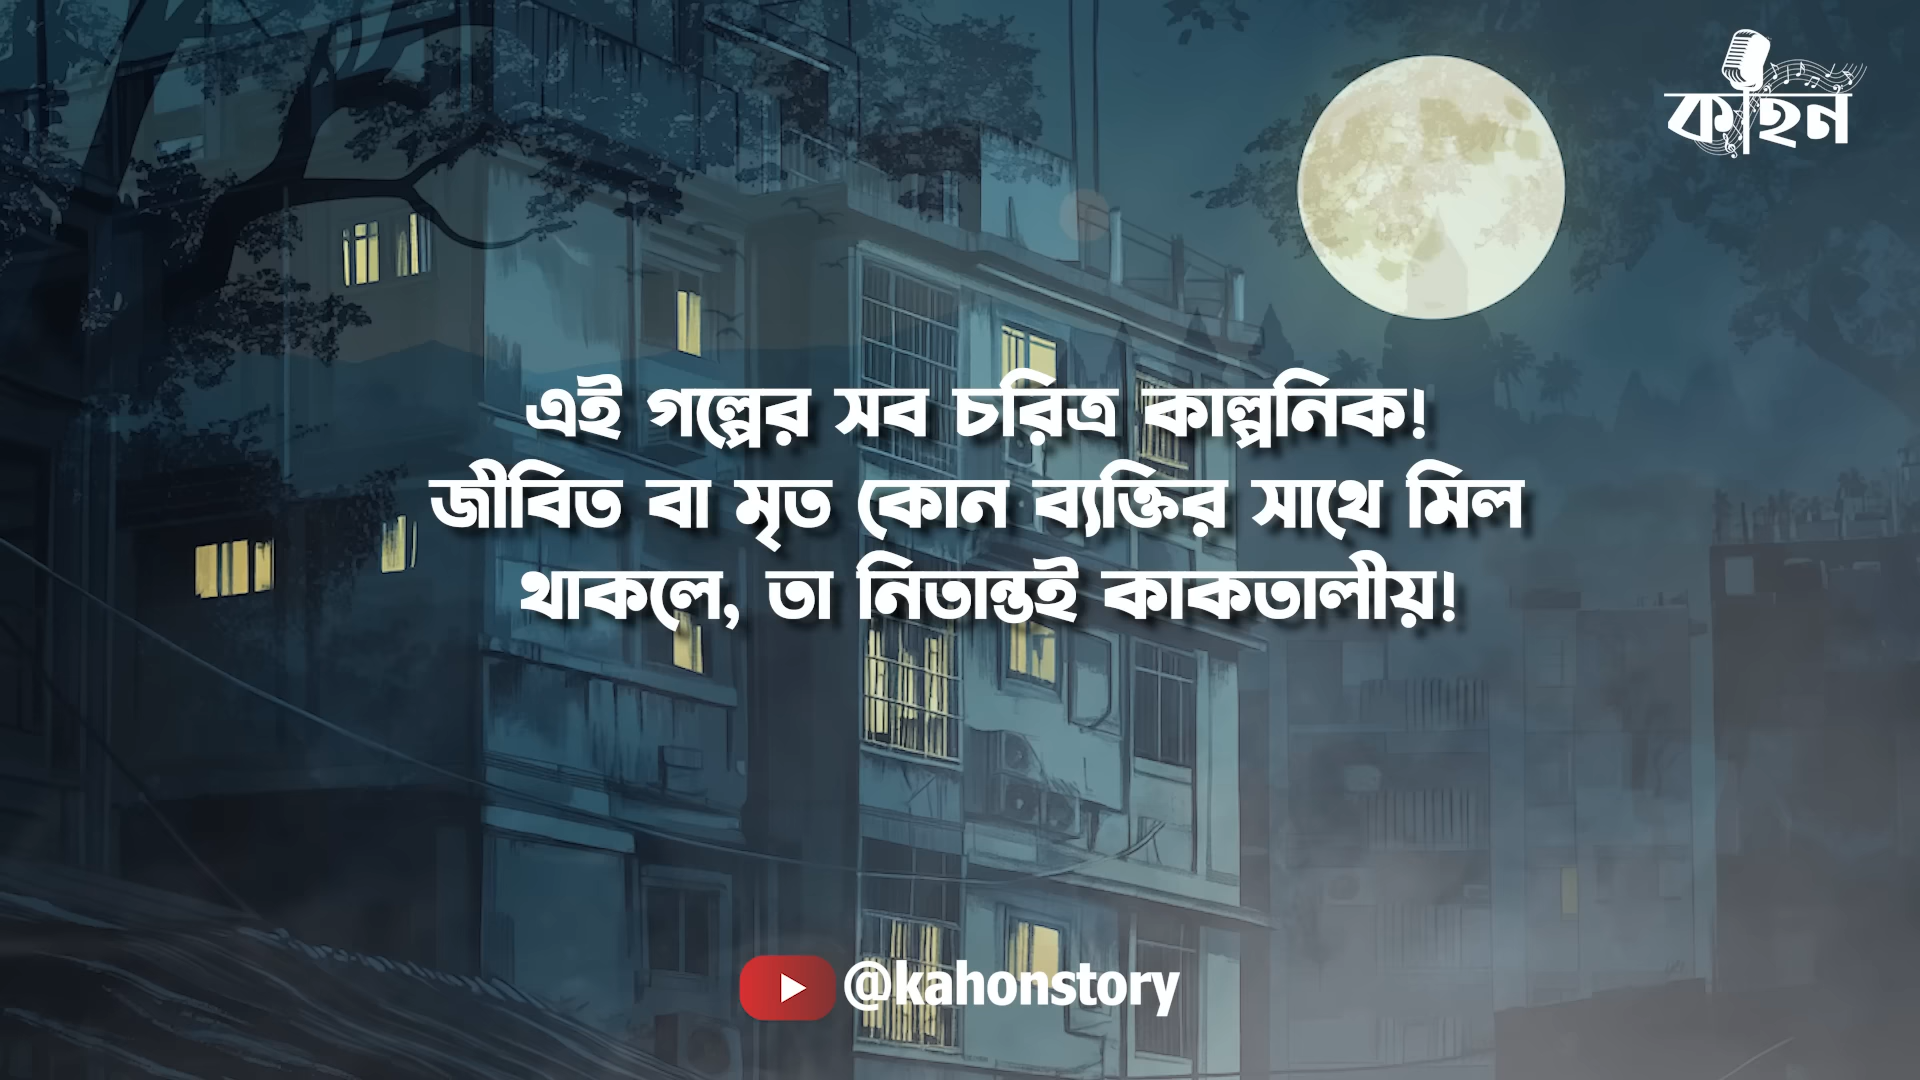 কাহন
এই গল্পের সব চরিত্র কাল্পনিক!
জীবিত বা মৃত কোন ব্যক্তির সাথে মিল
থাকলে, তা নিতান্তই কাকতালীয়!
@kahonstory